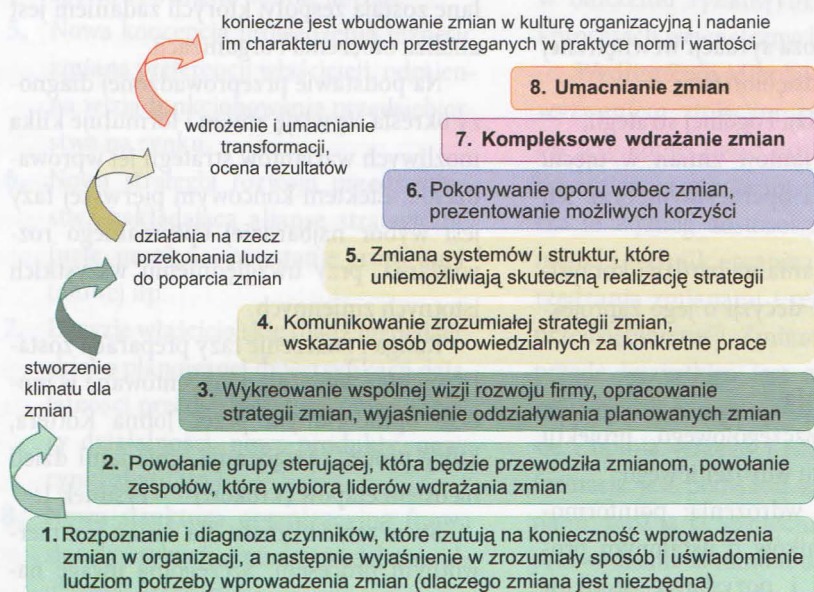 konieczne jest wbudowanie zmian w kulturę organizacyjną i nadanie
im charakteru nowych przestrzeganych w praktyce norm i wartości
8. Umacnianie zmian
wdrożenie i umacnianie
transformacji,
ocena rezultatów
7. Kompleksowe wdrażanie zmian
6. Pokonywanie oporu wobec zmian,
prezentowanie możliwych korzyści
działania na rzecz
przekonania ludzi
do poparcia zmian
5. Zmiana systemów i struktur, które
uniemożliwiają skuteczną realizację strategii
4. Komunikowanie zrozumiałej strategii zmian,
wskazanie osób odpowiedzialnych za konkretne prace
stworzenie
klimatu dla
zmian
3. Wykreowanie wspólnej wizji rozwoju firmy, opracowanie
strategii zmian, wyjaśnienie oddziaływania planowanych zmian
2. Powołanie grupy sterującej, która będzie przewodziła zmianom, powołanie
zespołów, które wybiorą liderów wdrażania zmian
1. Rozpoznanie i diagnoza czynników, które rzutują na konieczność wprowadzenia
zmian w organizacji, a następnie wyjaśnienie w zrozumiały sposób i uświadomienie
ludziom potrzeby wprowadzenia zmian (dlaczego zmiana jest niezbędna)